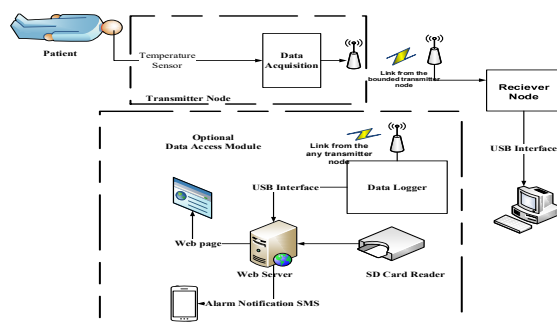 Patient
Temperature
Sensor
Data
Acquisition
Transmitter Node
Link from the
bounded transmitter
node
Reciever
Node
USB Interface
Optional
Data Access Module
Link from the
any transmitter
node
USB Interface
Data Logger
Web page
Web Server
SD Card Reader
Alarm Notification SMS